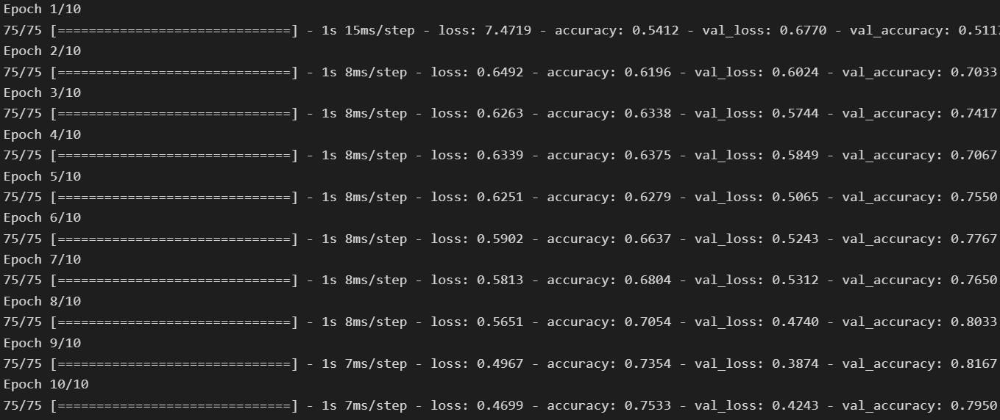 Epoch 1/10
75/75 [==============================] - 1s 15ms/step - loss: 7.4719 - accuracy: 0.5412 - val_loss: 0.6770 - val_accuracy: 0.5117
Epoch 2/10
75/75 [==============================] - 1s 8ms/step - loss: 0.6492 - accuracy: 0.6196 - val_loss: 0.6024 - val_accuracy: 0.7033
Epoch 3/10
75/75 [==============================] - 1s 8ms/step - loss: 0.6263 - accuracy: 0.6338 - val_loss: 0.5744 - val_accuracy: 0.7417
Epoch 4/10
75/75 [==============================] - 1s 8ms/step - loss: 0.6339 - accuracy: 0.6375 - val_loss: 0.5849 - val_accuracy: 0.7067
Epoch 5/10
75/75 [==============================] - 1s 8ms/step - loss: 0.6251 - accuracy: 0.6279 - val_loss: 0.5065 - val_accuracy: 0.7550
Epoch 6/10
75/75 [==============================] - 1s 8ms/step - loss: 0.5902 - accuracy: 0.6637 - val_loss: 0.5243 - val_accuracy: 0.7767
Epoch 7/10
75/75 [==============================] - 1s 8ms/step - loss: 0.5813 - accuracy: 0.6804 - val_loss: 0.5312 - val_accuracy: 0.7650
Epoch 8/10
75/75 [==============================] - 1s 8ms/step - loss: 0.5651 - accuracy: 0.7054 - val_loss: 0.4740 - val_accuracy: 0.8033
Epoch 9/10
75/75 [==============================] - 1s 7ms/step - loss: 0.4967 - accuracy: 0.7354 - val_loss: 0.3874 - val_accuracy: 0.8167
Epoch 10/10
75/75 [==============================] - 1s 7ms/step - loss: 0.4699 - accuracy: 0.7533 - val_loss: 0.4243 - val_accuracy: 0.7950